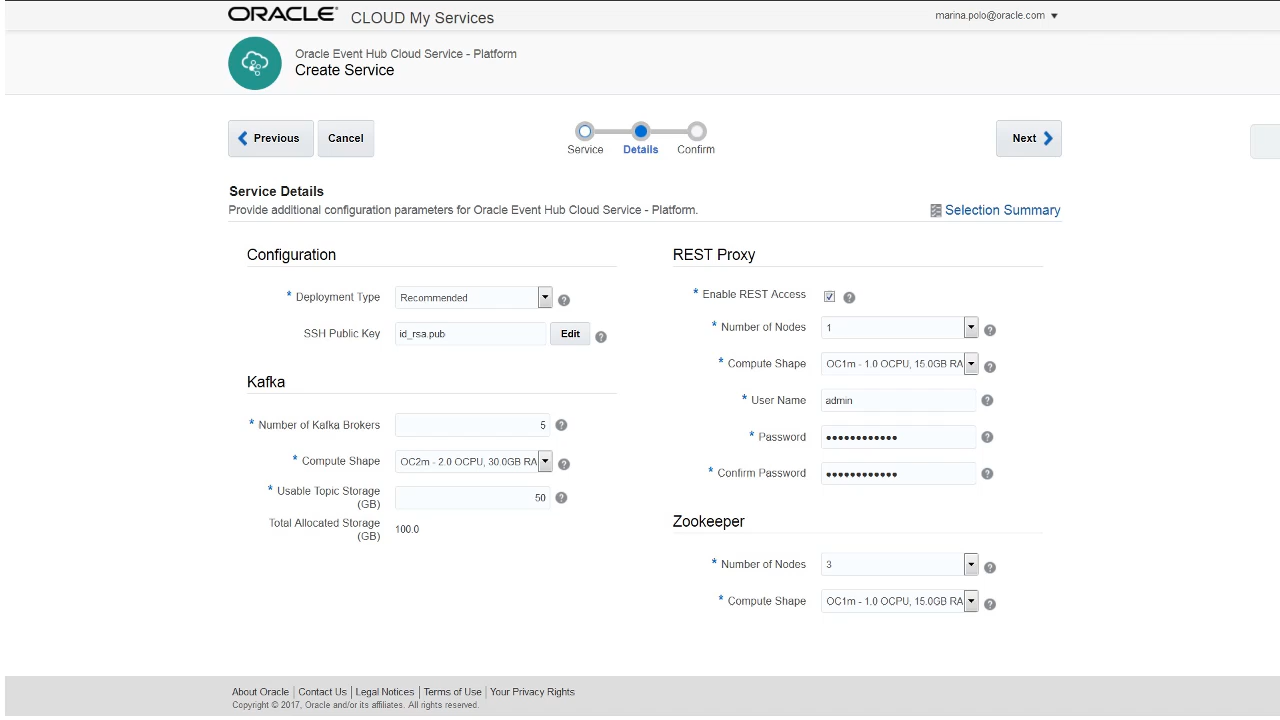 ORACLE® CLOUD My Services
marina.polo@oracle.com
Oracle Event Hub Cloud Service - Platform
Create Service
Previous
Cancel
Service
Details
Confirm
Next
Service Details
Provide additional configuration parameters for Oracle Event Hub Cloud Service - Platform.
Selection Summary
Configuration
* Deployment Type Recommended ?
SSH Public Key id_rsa.pub Edit ?
Kafka
* Number of Kafka Brokers 5 ?
* Compute Shape OC2m - 2.0 OCPU, 30.0GB RA ?
* Usable Topic Storage (GB) 50 ?
Total Allocated Storage (GB) 100.0
REST Proxy
* Enable REST Access ?
* Number of Nodes 1 ?
* Compute Shape OC1m - 1.0 OCPU, 15.0GB RA ?
* User Name admin ?
* Password •••••••••••• ?
* Confirm Password •••••••••••• ?
Zookeeper
* Number of Nodes 3 ?
* Compute Shape OC1m - 1.0 OCPU, 15.0GB RA ?
About Oracle | Contact Us | Legal Notices | Terms of Use | Your Privacy Rights
Copyright © 2017, Oracle and/or its affiliates. All rights reserved.